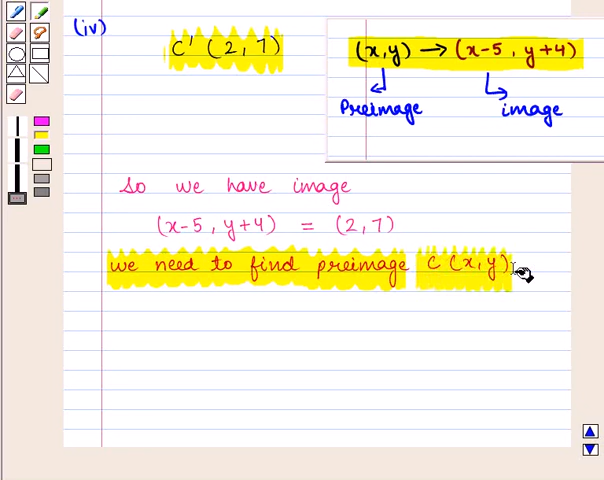 (iv)
C' (2, 7)
(x,y) → (x-5 , y+4)
Preimage image
So we have image
(x-5 , y+4) = (2, 7)
we need to find preimage C (x, y)